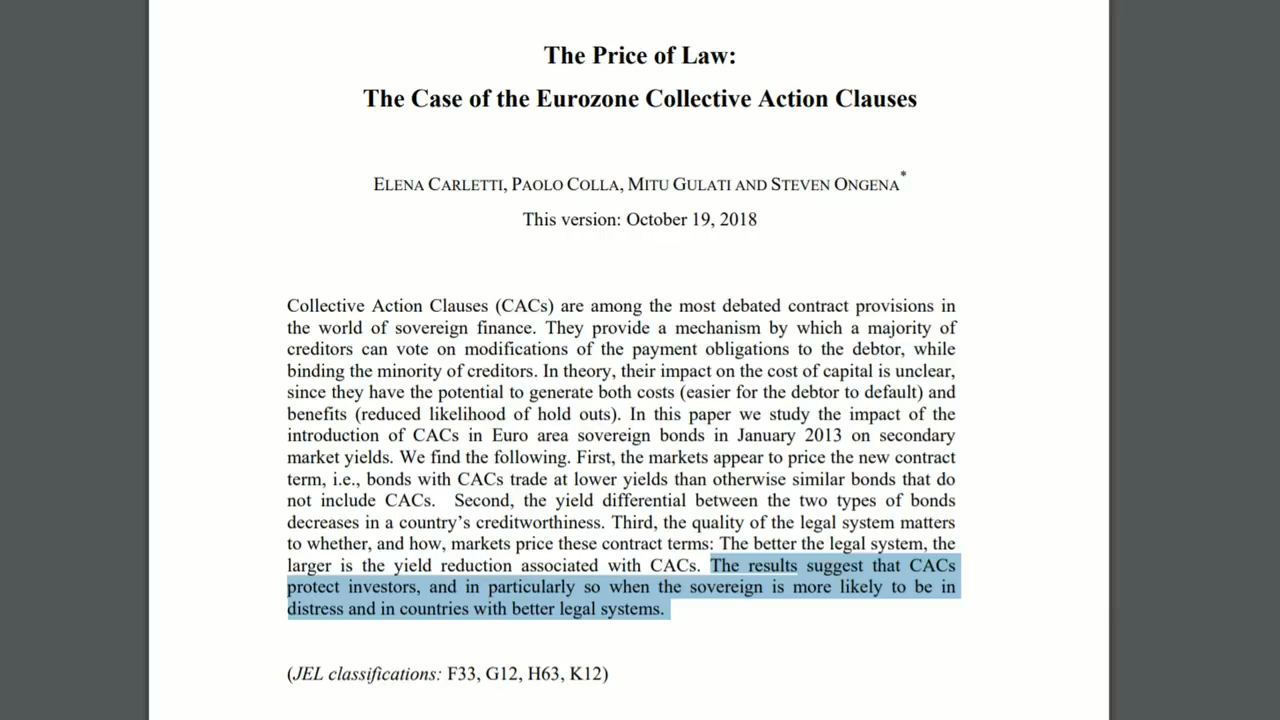 The Price of Law:
The Case of the Eurozone Collective Action Clauses
ELENA CARLETTI, PAOLO COLLA, MITU GULATI AND STEVEN ONGENA*
This version: October 19, 2018
Collective Action Clauses (CACs) are among the most debated contract provisions in
the world of sovereign finance. They provide a mechanism by which a majority of
creditors can vote on modifications of the payment obligations to the debtor, while
binding the minority of creditors. In theory, their impact on the cost of capital is unclear,
since they have the potential to generate both costs (easier for the debtor to default) and
benefits (reduced likelihood of hold outs). In this paper we study the impact of the
introduction of CACs in Euro area sovereign bonds in January 2013 on secondary
market yields. We find the following. First, the markets appear to price the new contract
term, i.e., bonds with CACs trade at lower yields than otherwise similar bonds that do
not include CACs. Second, the yield differential between the two types of bonds
decreases in a country’s creditworthiness. Third, the quality of the legal system matters
to whether, and how, markets price these contract terms: The better the legal system, the
larger is the yield reduction associated with CACs. The results suggest that CACs
protect investors, and in particularly so when the sovereign is more likely to be in
distress and in countries with better legal systems.
(JEL classifications: F33, G12, H63, K12)